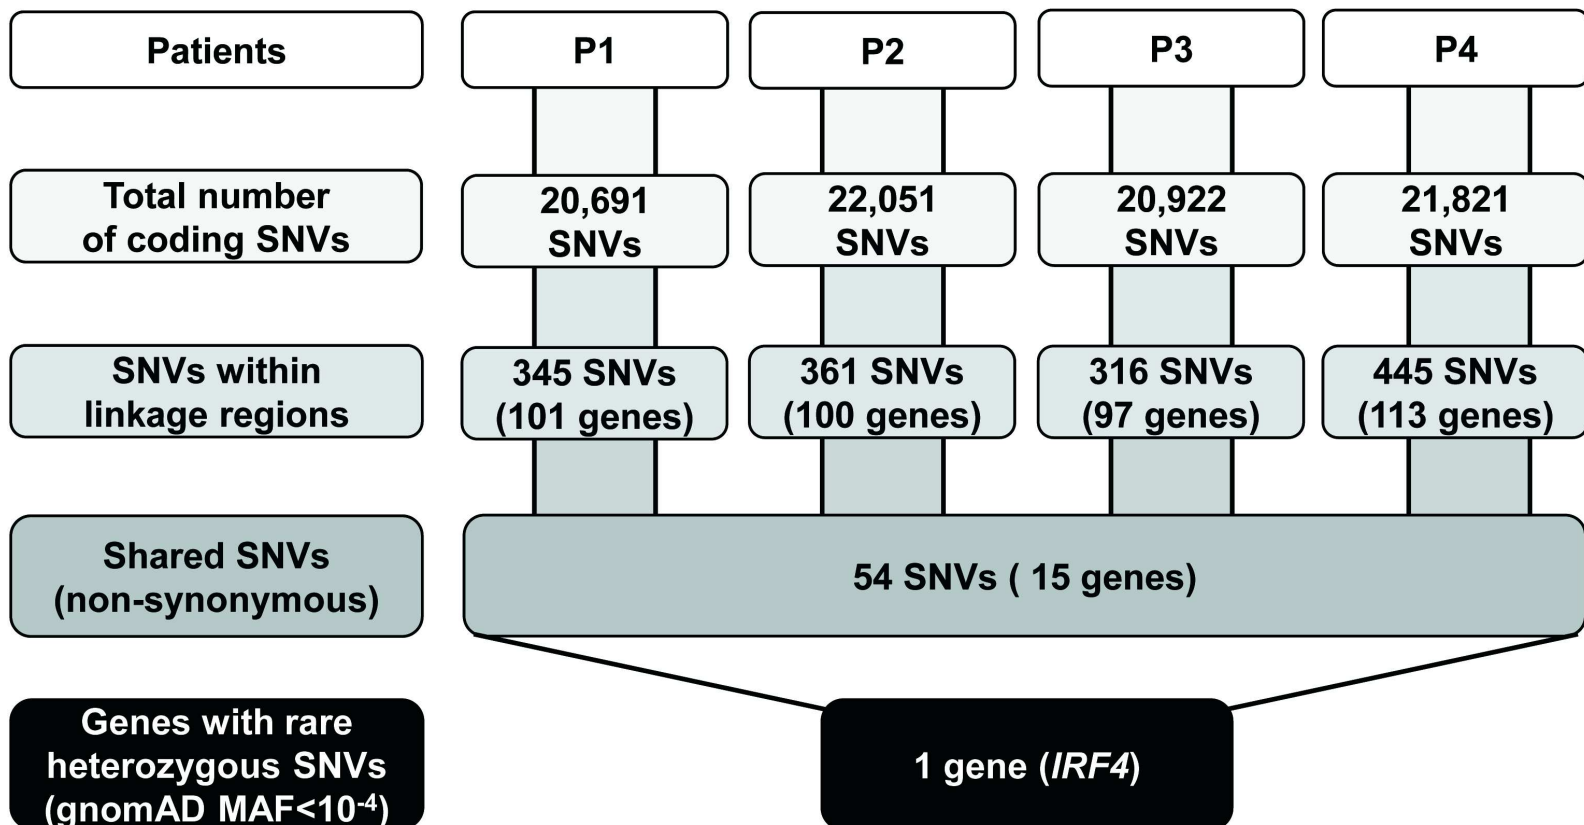 Patients
P1
P2
P3
P4
Total number
of coding SNVs
20,691
SNVs
22,051
SNVs
20,922
SNVs
21,821
SNVs
SNVs within
linkage regions
345 SNVs
(101 genes)
361 SNVs
(100 genes)
316 SNVs
(97 genes)
445 SNVs
(113 genes)
Shared SNVs
(non-synonymous)
54 SNVs ( 15 genes)
Genes with rare
heterozygous SNVs
(gnomAD MAF<10⁻⁴)
1 gene (IRF4)